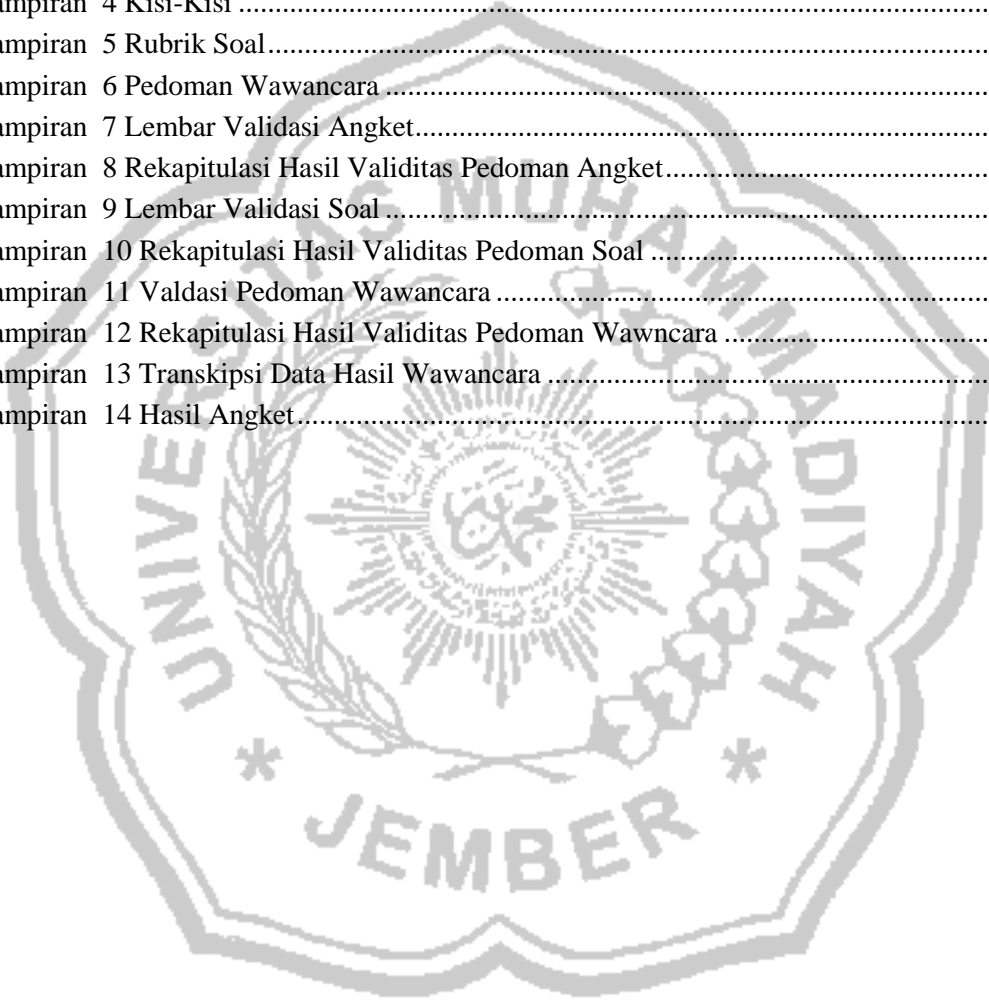 ampiran 4 Kisi-Kisi ........................................................................................................
ampiran 5 Rubrik Soal........................................................................................................
ampiran 6 Pedoman Wawancara ........................................................................................................
ampiran 7 Lembar Validasi Angket........................................................................................................
ampiran 8 Rekapitulasi Hasil Validitas Pedoman Angket........................................................................
ampiran 9 Lembar Validasi Soal ........................................................................................................
ampiran 10 Rekapitulasi Hasil Validitas Pedoman Soal ........................................................................
ampiran 11 Valdasi Pedoman Wawancara ........................................................................................
ampiran 12 Rekapitulasi Hasil Validitas Pedoman Wawncara ................................................................
ampiran 13 Transkipsi Data Hasil Wawancara ................................................................................
ampiran 14 Hasil Angket........................................................................................................
UNIVERSITAS MUHAMMADIYAH
JEMBER